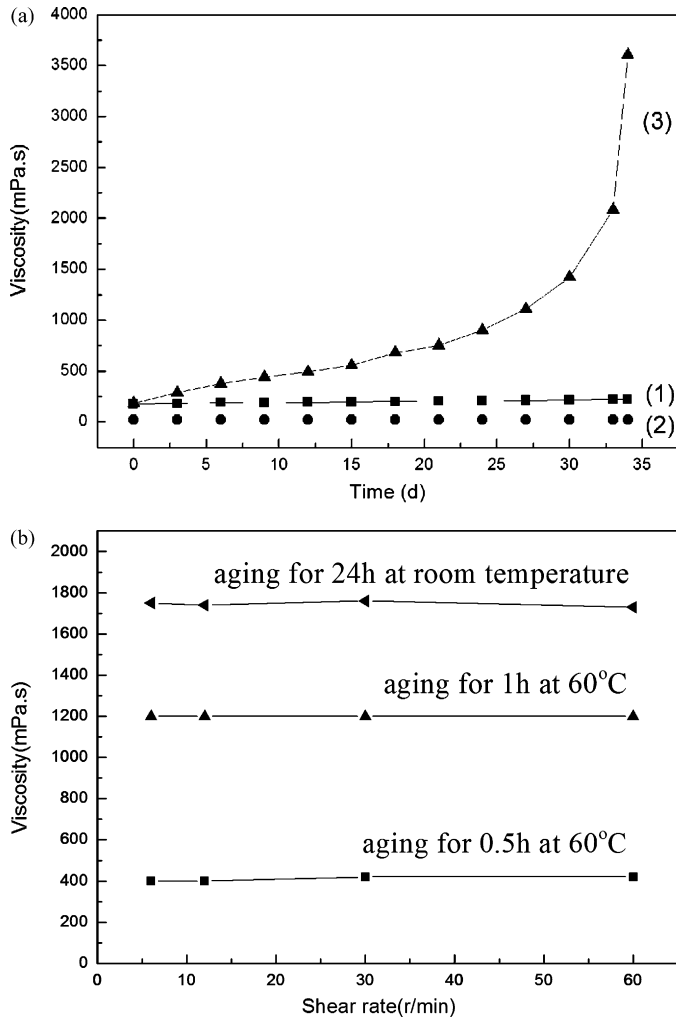 (a)
4000
3500
3000
2500
2000
1500
1000
500
0
Viscosity(mPa.s)
(3)
(1)
(2)
0 5 10 15 20 25 30 35
Time (d)
(b)
2000
1800
1600
1400
1200
1000
800
600
400
200
0
Viscosity(mPa.s)
aging for 24h at room temperature
aging for 1h at 60°C
aging for 0.5h at 60°C
0 10 20 30 40 50 60
Shear rate(r/min)